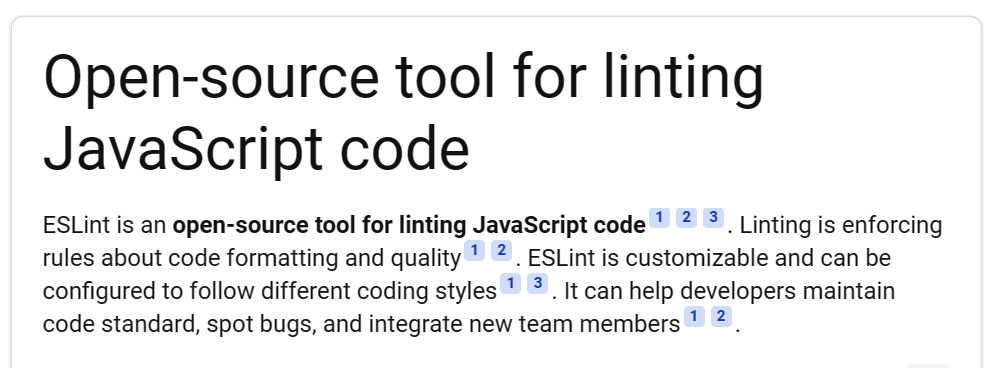 Open-source tool for linting
JavaScript code
ESLint is an open-source tool for linting JavaScript code 1 2 3 . Linting is enforcing
rules about code formatting and quality 1 2 . ESLint is customizable and can be
configured to follow different coding styles 1 3 . It can help developers maintain
code standard, spot bugs, and integrate new team members 1 2 .